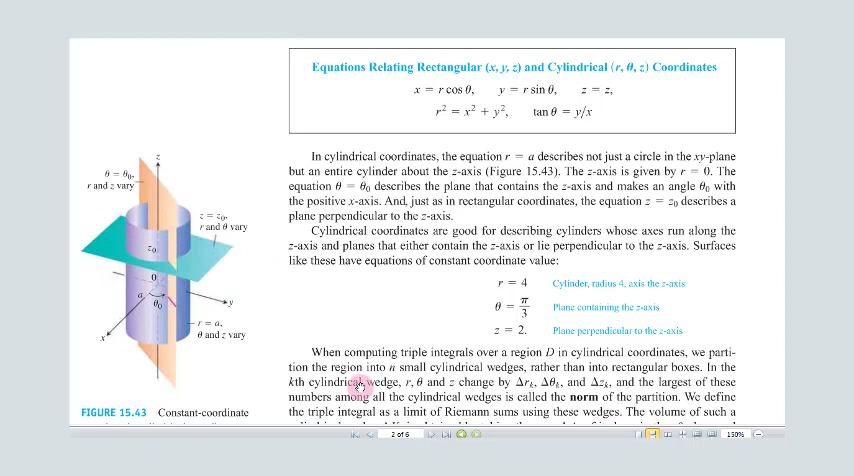 Equations Relating Rectangular (x, y, z) and Cylindrical (r, θ, z) Coordinates
x = r cos θ, y = r sin θ, z = z,
r² = x² + y², tan θ = y/x
In cylindrical coordinates, the equation r = a describes not just a circle in the xy-plane
but an entire cylinder about the z-axis (Figure 15.43). The z-axis is given by r = 0. The
equation θ = θ₀ describes the plane that contains the z-axis and makes an angle θ₀ with
the positive x-axis. And, just as in rectangular coordinates, the equation z = z₀ describes a
plane perpendicular to the z-axis.
Cylindrical coordinates are good for describing cylinders whose axes run along the
z-axis and planes that either contain the z-axis or lie perpendicular to the z-axis. Surfaces
like these have equations of constant coordinate value:
r = 4 Cylinder, radius 4, axis the z-axis
θ = π/3 Plane containing the z-axis
z = 2. Plane perpendicular to the z-axis
When computing triple integrals over a region D in cylindrical coordinates, we parti-
tion the region into n small cylindrical wedges, rather than into rectangular boxes. In the
kth cylindrical wedge, r, θ and z change by Δrₖ, Δθₖ, and Δzₖ, and the largest of these
numbers among all the cylindrical wedges is called the norm of the partition. We define
the triple integral as a limit of Riemann sums using these wedges. The volume of such a
z
θ = θ₀,
r and z vary
z = z₀,
r and θ vary
z₀
0
a
θ₀
y
x
r = a,
θ and z vary
FIGURE 15.43 Constant-coordinate
2 of 6
150%